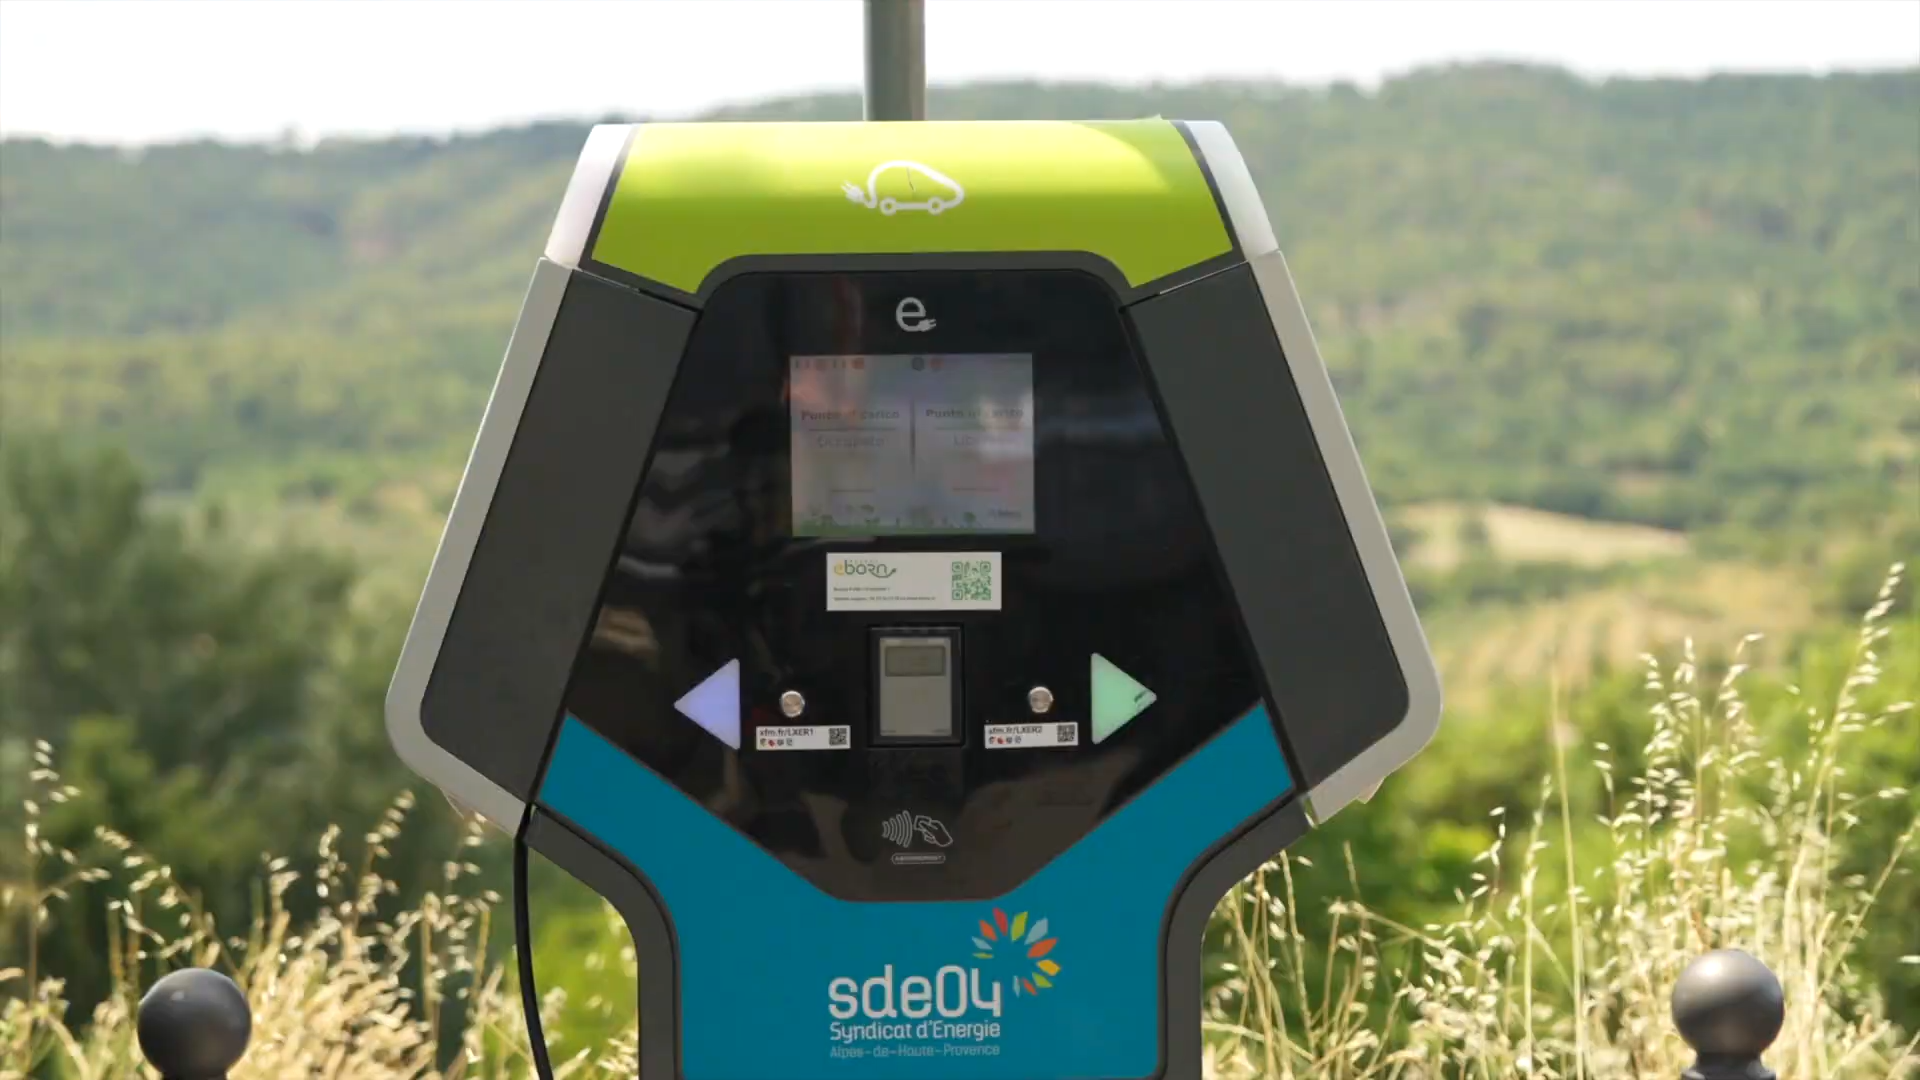 e
Punto di carico
Punto di carico
Occupato
eborn
xfm.fr/LXER1
xfm.fr/LXER2
ABONNEMENT
sde04
Syndicat d'Energie
Alpes-de-Haute-Provence